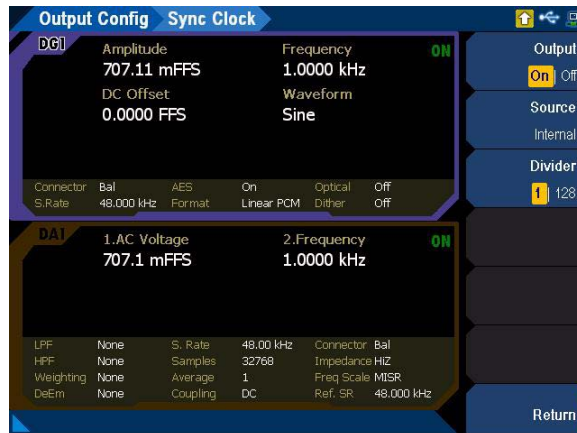 Output Config Sync Clock
DG1
Amplitude Frequency ON
707.11 mFFS 1.0000 kHz
DC Offset Waveform
0.0000 FFS Sine
Connector Bal AES On Optical Off
S.Rate 48.000 kHz Format Linear PCM Dither Off
DA1
1.AC Voltage 2.Frequency ON
707.1 mFFS 1.0000 kHz
LPF None S. Rate 48.00 kHz Connector Bal
HPF None Samples 32768 Impedance HiZ
Weighting None Average 1 Freq Scale MISR
DeEm None Coupling DC Ref. SR 48.000 kHz
Output
On | Off
Source
Internal
Divider
1 | 128
Return